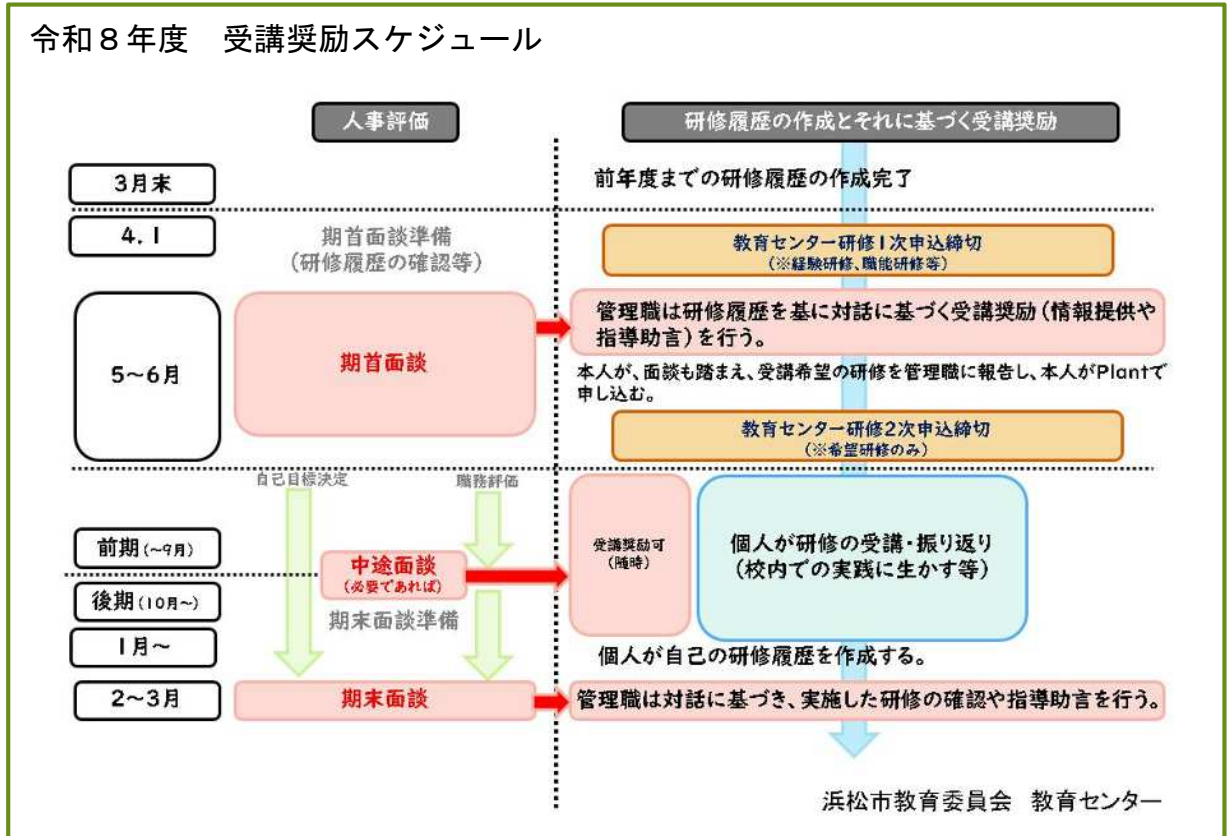 令和８年度　受講奨励スケジュール
人事評価
研修履歴の作成とそれに基づく受講奨励
3月末
前年度までの研修履歴の作成完了
4.1
期首面談準備
(研修履歴の確認等)
教育センター研修1次申込締切
(※経験研修、職能研修等)
5～6月
期首面談
管理職は研修履歴を基に対話に基づく受講奨励(情報提供や
指導助言)を行う。
本人が、面談も踏まえ、受講希望の研修を管理職に報告し、本人がPlantで
申し込む。
教育センター研修2次申込締切
(※希望研修のみ)
自己目標決定
職務評価
前期(～9月)
中途面談
(必要であれば)
受講奨励可
(随時)
個人が研修の受講・振り返り
(校内での実践に生かす等)
後期(10月～)
期末面談準備
1月～
個人が自己の研修履歴を作成する。
2～3月
期末面談
管理職は対話に基づき、実施した研修の確認や指導助言を行う。
浜松市教育委員会　教育センター